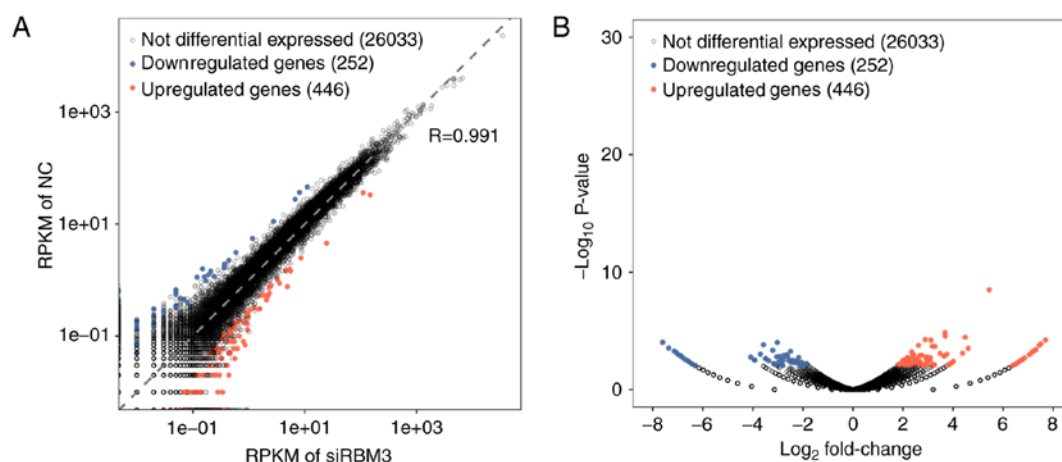 A
Not differential expressed (26033)
Downregulated genes (252)
Upregulated genes (446)
R=0.991
RPKM of NC
1e+03
1e+01
1e−01
1e−01 1e+01 1e+03
RPKM of siRBM3
B
Not differential expressed (26033)
Downregulated genes (252)
Upregulated genes (446)
−Log10 P-value
30
20
10
0
−8 −6 −4 −2 0 2 4 6 8
Log2 fold-change